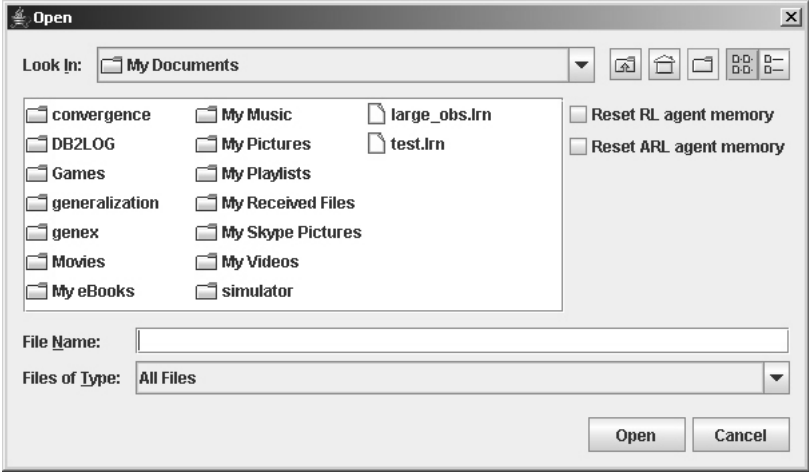 Open
Look In: My Documents
convergence My Music large_obs.lrn
DB2LOG My Pictures test.lrn
Games My Playlists
generalization My Received Files
genex My Skype Pictures
Movies My Videos
My eBooks simulator
Reset RL agent memory
Reset ARL agent memory
File Name:
Files of Type: All Files
Open Cancel